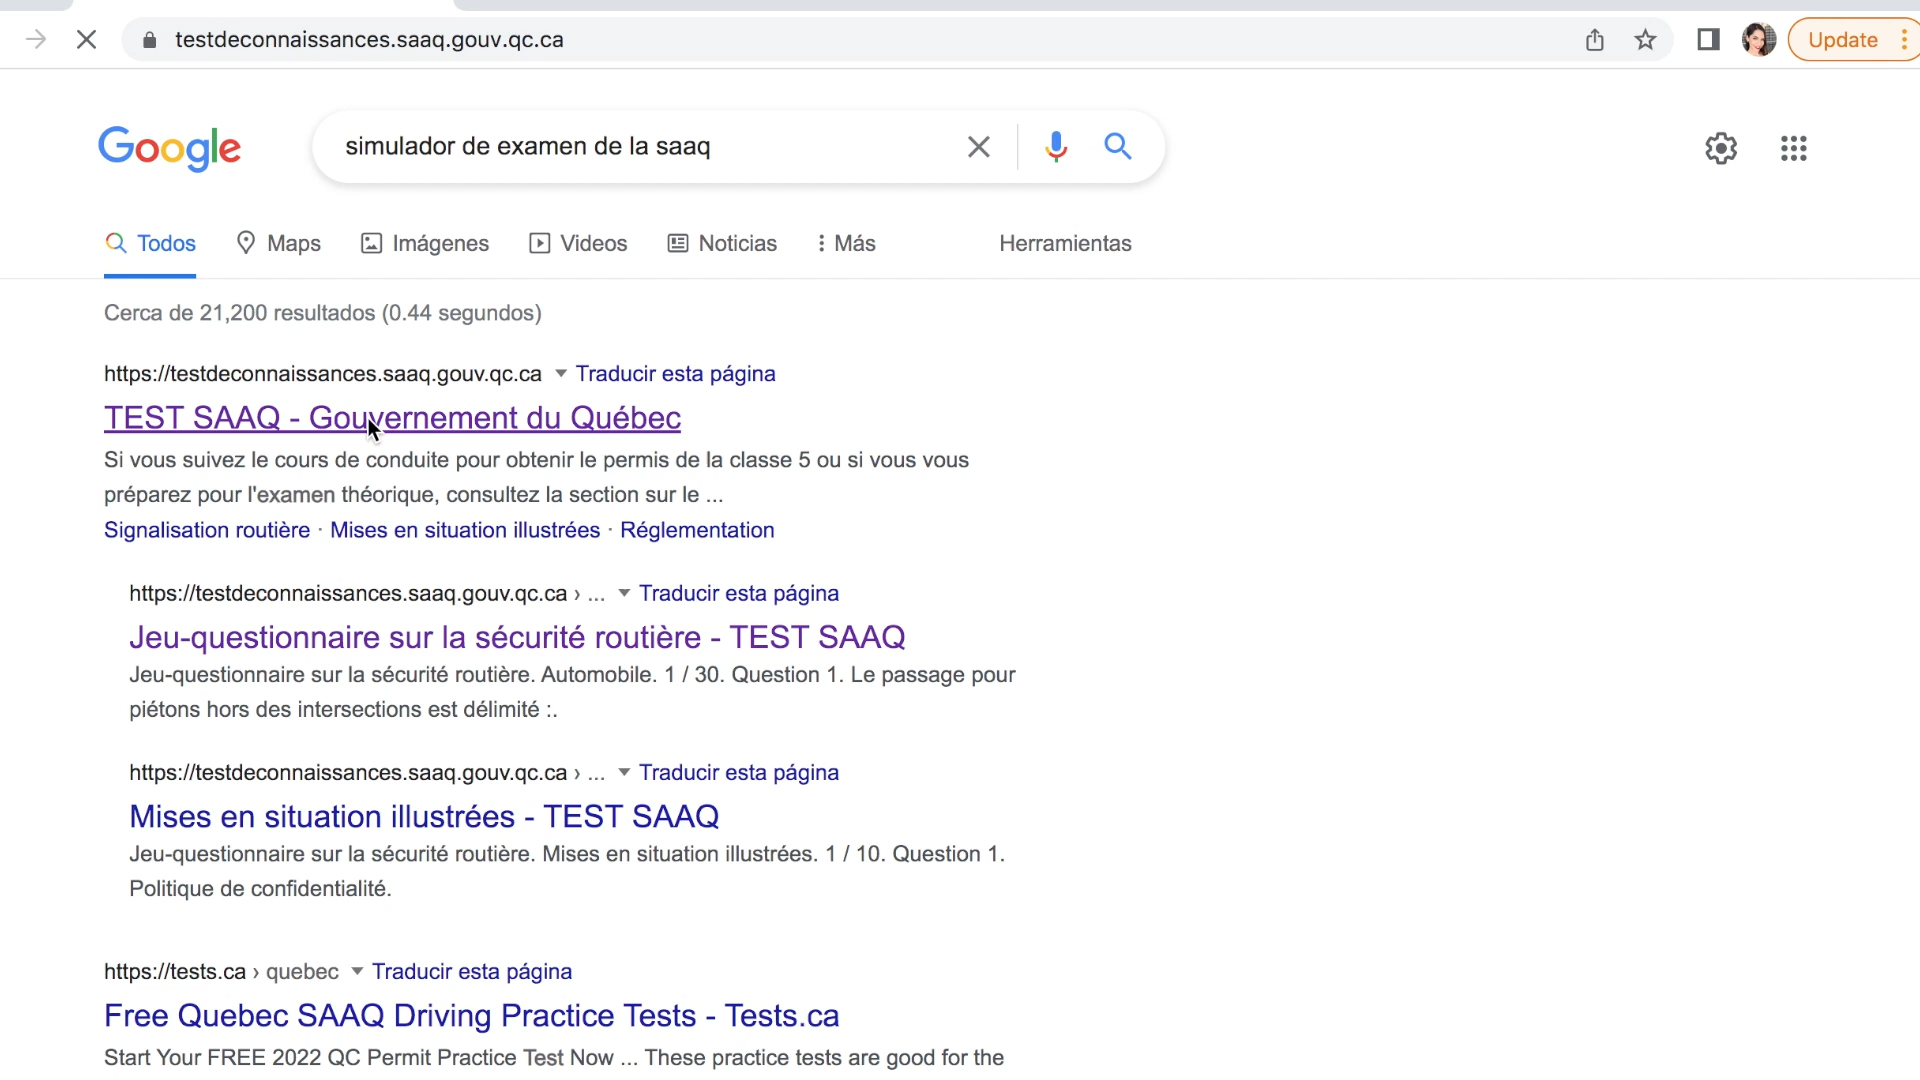 testdeconnaissances.saaq.gouv.qc.ca
Update
Google
simulador de examen de la saaq
Todos Maps Imágenes Videos Noticias Más Herramientas
Cerca de 21,200 resultados (0.44 segundos)
https://testdeconnaissances.saaq.gouv.qc.ca Traducir esta página
TEST SAAQ - Gouvernement du Québec
Si vous suivez le cours de conduite pour obtenir le permis de la classe 5 ou si vous vous
préparez pour l'examen théorique, consultez la section sur le ...
Signalisation routière · Mises en situation illustrées · Réglementation
https://testdeconnaissances.saaq.gouv.qc.ca › ... Traducir esta página
Jeu-questionnaire sur la sécurité routière - TEST SAAQ
Jeu-questionnaire sur la sécurité routière. Automobile. 1 / 30. Question 1. Le passage pour
piétons hors des intersections est délimité :.
https://testdeconnaissances.saaq.gouv.qc.ca › ... Traducir esta página
Mises en situation illustrées - TEST SAAQ
Jeu-questionnaire sur la sécurité routière. Mises en situation illustrées. 1 / 10. Question 1.
Politique de confidentialité.
https://tests.ca › quebec Traducir esta página
Free Quebec SAAQ Driving Practice Tests - Tests.ca
Start Your FREE 2022 QC Permit Practice Test Now ... These practice tests are good for the